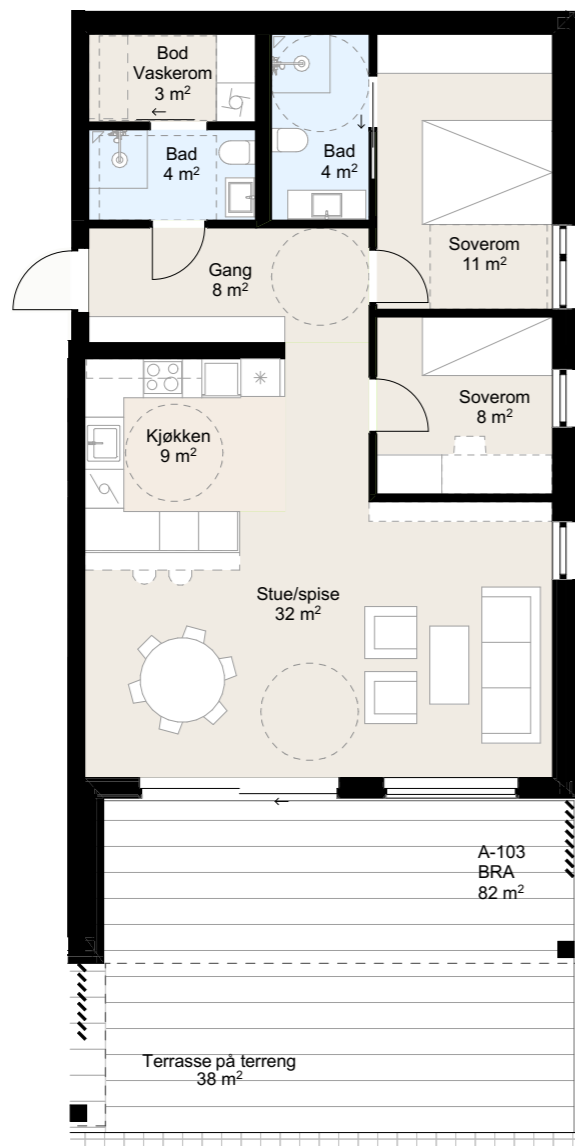 Bod
Vaskerom
3 m²
Bad
4 m²
Bad
4 m²
Soverom
11 m²
Gang
8 m²
Soverom
8 m²
Kjøkken
9 m²
Stue/spise
32 m²
A-103
BRA
82 m²
Terrasse på terreng
38 m²